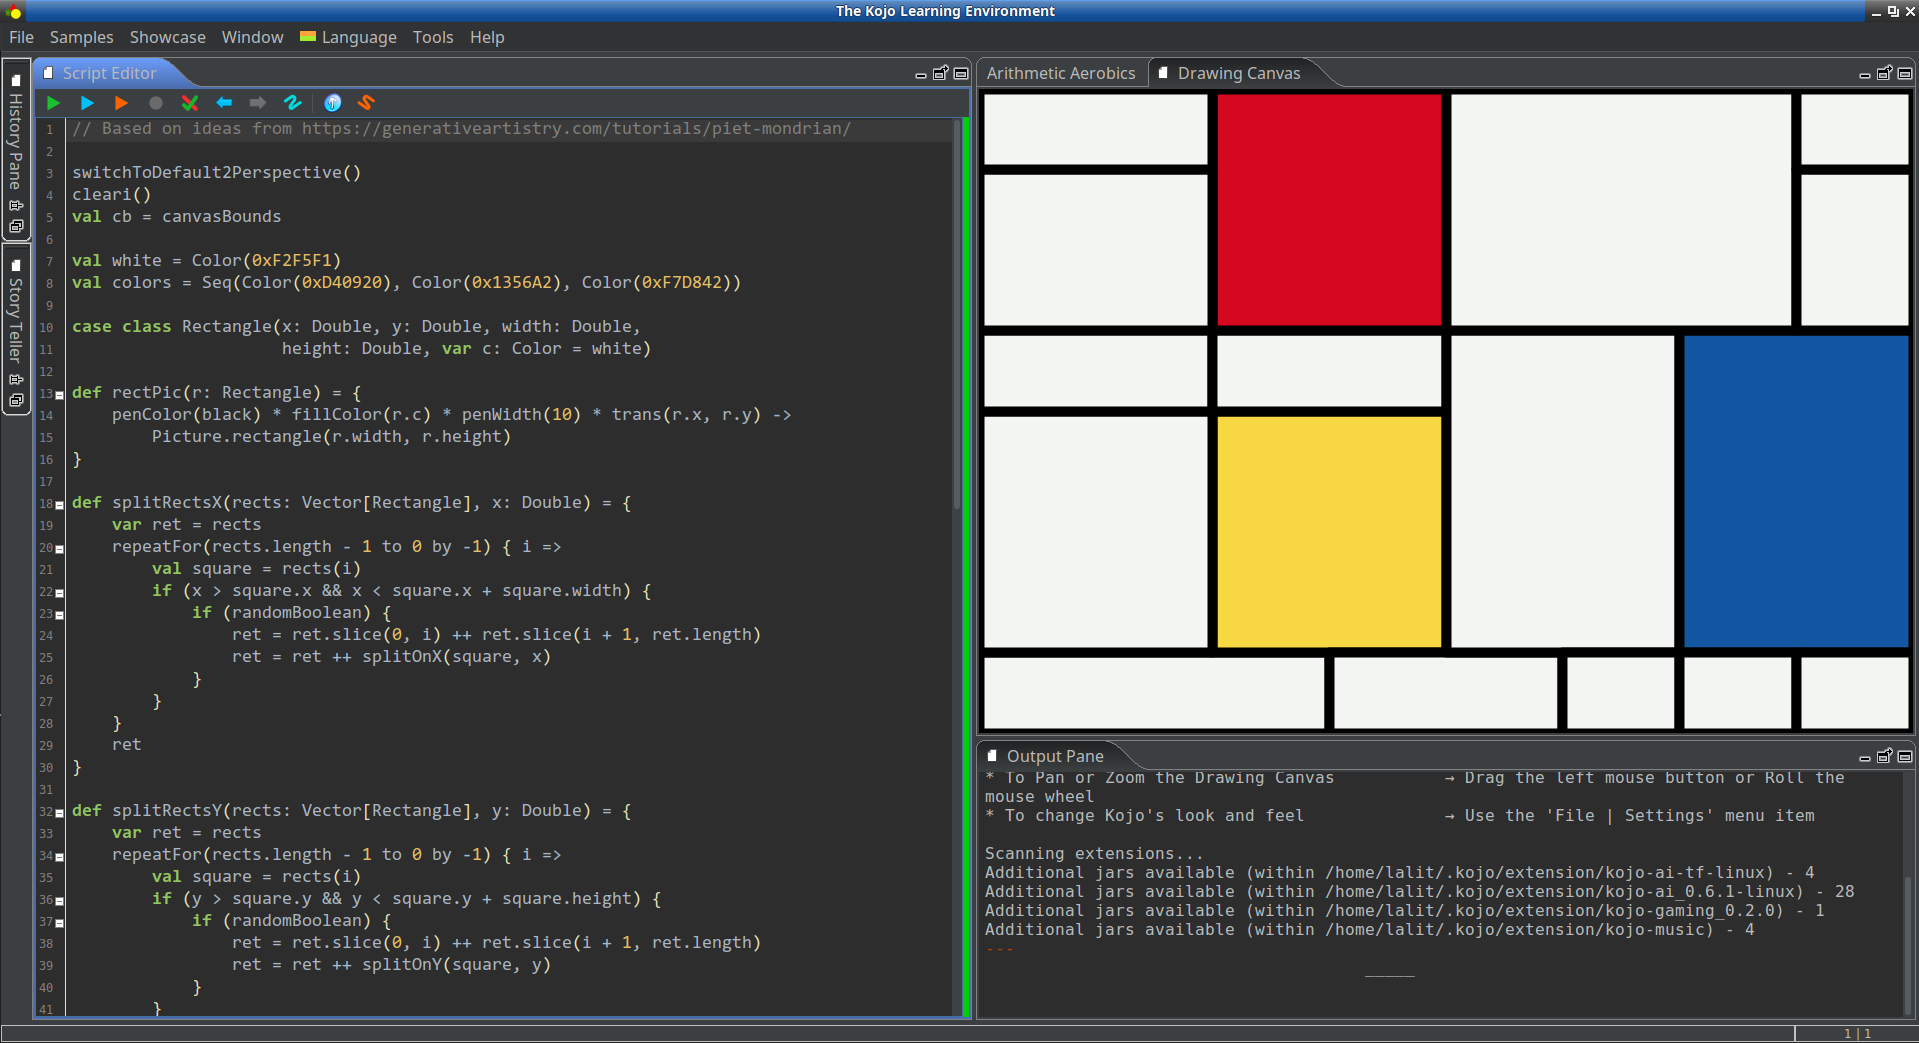 The Kojo Learning Environment
File Samples Showcase Window Language Tools Help
History Pane
Story Teller
Script Editor
1 // Based on ideas from https://generativeartistry.com/tutorials/piet-mondrian/
2
3 switchToDefault2Perspective()
4 cleari()
5 val cb = canvasBounds
6
7 val white = Color(0xF2F5F1)
8 val colors = Seq(Color(0xD40920), Color(0x1356A2), Color(0xF7D842))
9
10 case class Rectangle(x: Double, y: Double, width: Double,
11                      height: Double, var c: Color = white)
12
13 def rectPic(r: Rectangle) = {
14     penColor(black) * fillColor(r.c) * penWidth(10) * trans(r.x, r.y) ->
15         Picture.rectangle(r.width, r.height)
16 }
17
18 def splitRectsX(rects: Vector[Rectangle], x: Double) = {
19     var ret = rects
20     repeatFor(rects.length - 1 to 0 by -1) { i =>
21         val square = rects(i)
22         if (x > square.x && x < square.x + square.width) {
23             if (randomBoolean) {
24                 ret = ret.slice(0, i) ++ ret.slice(i + 1, ret.length)
25                 ret = ret ++ splitOnX(square, x)
26             }
27         }
28     }
29     ret
30 }
31
32 def splitRectsY(rects: Vector[Rectangle], y: Double) = {
33     var ret = rects
34     repeatFor(rects.length - 1 to 0 by -1) { i =>
35         val square = rects(i)
36         if (y > square.y && y < square.y + square.height) {
37             if (randomBoolean) {
38                 ret = ret.slice(0, i) ++ ret.slice(i + 1, ret.length)
39                 ret = ret ++ splitOnY(square, y)
40             }
41         }
Arithmetic Aerobics Drawing Canvas
Output Pane
* To Pan or Zoom the Drawing Canvas → Drag the left mouse button or Roll the
mouse wheel
* To change Kojo's look and feel → Use the 'File | Settings' menu item
Scanning extensions...
Additional jars available (within /home/lalit/.kojo/extension/kojo-ai-tf-linux) - 4
Additional jars available (within /home/lalit/.kojo/extension/kojo-ai_0.6.1-linux) - 28
Additional jars available (within /home/lalit/.kojo/extension/kojo-gaming_0.2.0) - 1
Additional jars available (within /home/lalit/.kojo/extension/kojo-music) - 4
---
_____
1|1